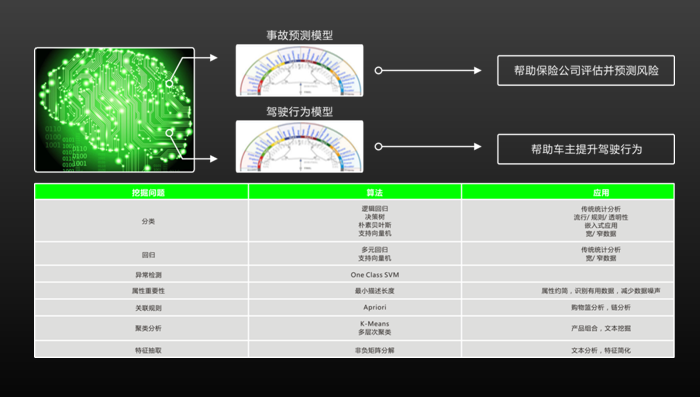 事故预测模型
帮助保险公司评估并预测风险
驾驶行为模型
帮助车主提升驾驶行为
0110
0100
1001
0110
0100
1001
挖掘问题 算法 应用
分类
逻辑回归
决策树
朴素贝叶斯
支持向量机
传统统计分析
流行/ 规则/ 透明性
嵌入式应用
宽/ 窄数据
回归
多元回归
支持向量机
传统统计分析
宽/ 窄数据
异常检测 One Class SVM
属性重要性 最小描述长度 属性约简，识别有用数据，减少数据噪声
关联规则 Apriori 购物篮分析，链分析
聚类分析
K-Means
多层次聚类
产品组合，文本挖掘
特征抽取 非负矩阵分解 文本分析，特征简化